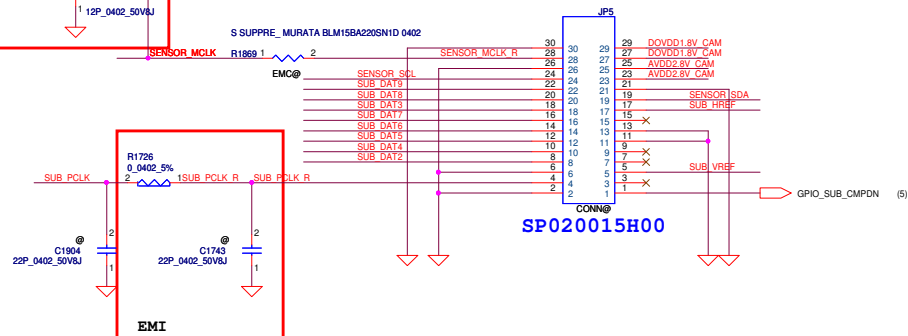 1 12P_0402_50V8J
S SUPPRE_ MURATA BLM15BA220SN1D 0402
SENSOR_MCLK R1869 1 2 SENSOR_MCLK_R
EMC@
JP5
30 30 29 29 DOVDD1.8V_CAM
28 28 27 27 DOVDD1.8V_CAM
26 26 25 25 AVDD2.8V_CAM
SENSOR_SCL 24 24 23 23 AVDD2.8V_CAM
SUB_DAT9 22 22 21 21
SUB_DAT8 20 20 19 19 SENSOR_SDA
SUB_DAT3 18 18 17 17 SUB_HREF
SUB_DAT7 16 16 15 15
SUB_DAT6 14 14 13 13
SUB_DAT5 12 12 11 11
SUB_DAT4 10 10 9 9
SUB_DAT2 8 8 7 7
6 6 5 5 SUB_VREF
4 4 3 3
2 2 1 1 GPIO_SUB_CMPDN (5)
CONN@
SP020015H00
R1726
0_0402_5%
SUB_PCLK 2 1 SUB_PCLK_R SUB_PCLK_R
@ 2
C1904
22P_0402_50V8J
1
@ 2
C1743
22P_0402_50V8J
1
EMI